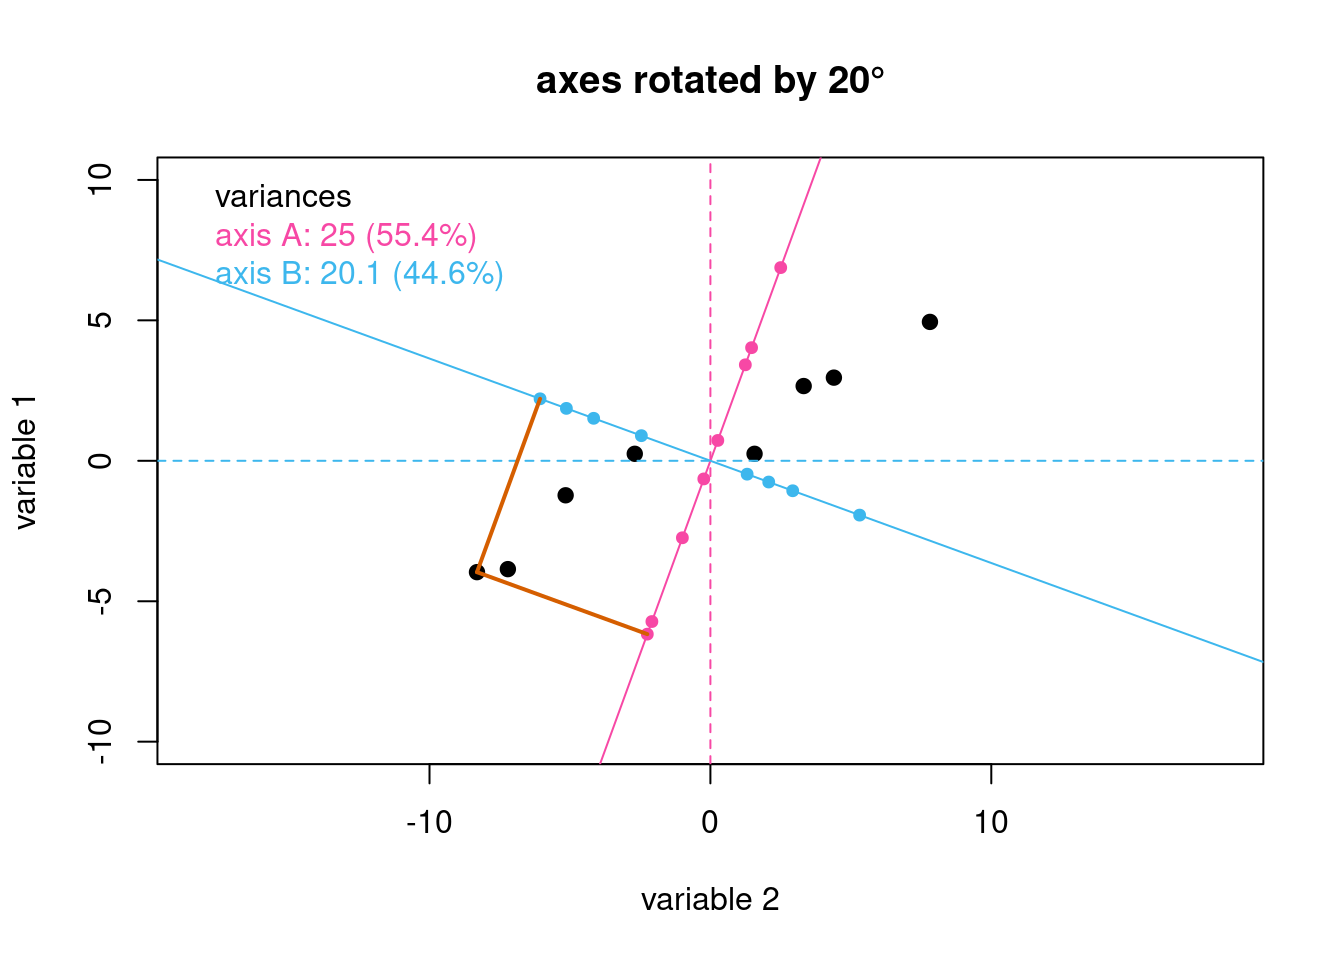 axes rotated by 20°
variances
axis A: 25 (55.4%)
axis B: 20.1 (44.6%)
10
5
0
-5
-10
variable 1
-10 0 10
variable 2